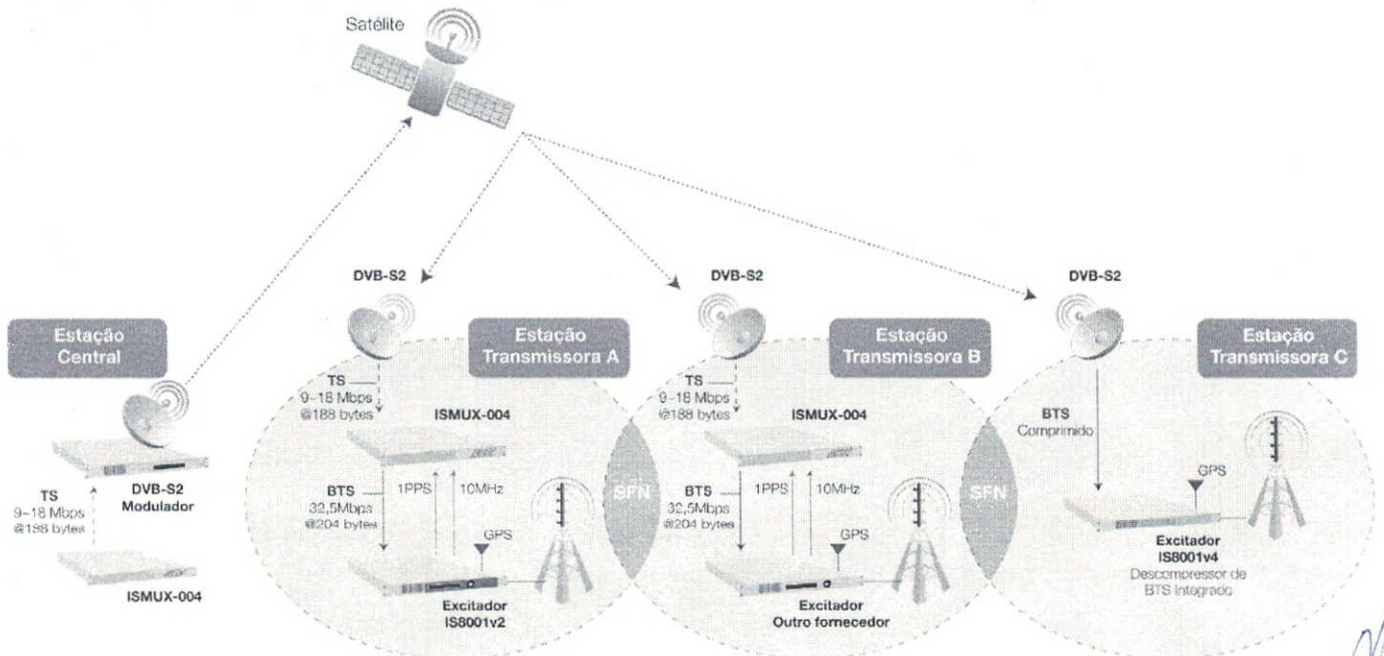 Satélite
DVB-S2
DVB-S2
DVB-S2
Estação
Central
TS
9~18 Mbps
@188 bytes
DVB-S2
Modulador
ISMUX-004
Estação
Transmissora A
TS
9~18 Mbps
@188 bytes
ISMUX-004
BTS
32,5Mbps
@204 bytes
1PPS
10MHz
GPS
Excitador
IS8001v2
SFN
Estação
Transmissora B
TS
9~18 Mbps
@188 bytes
ISMUX-004
BTS
32,5Mbps
@204 bytes
1PPS
10MHz
GPS
Excitador
Outro fornecedor
SFN
Estação
Transmissora C
BTS
Comprimido
GPS
Excitador
IS8001v4
Descompressor de
BTS Integrado